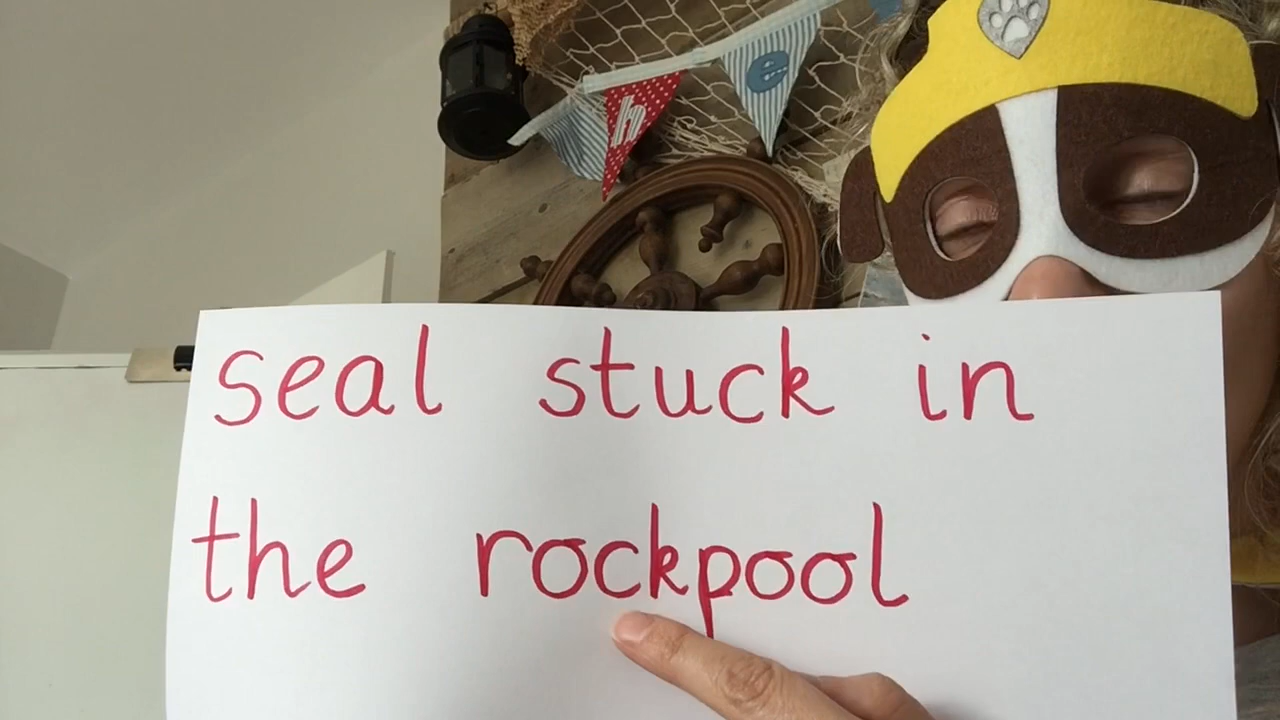 h e
seal stuck in
the rockpool